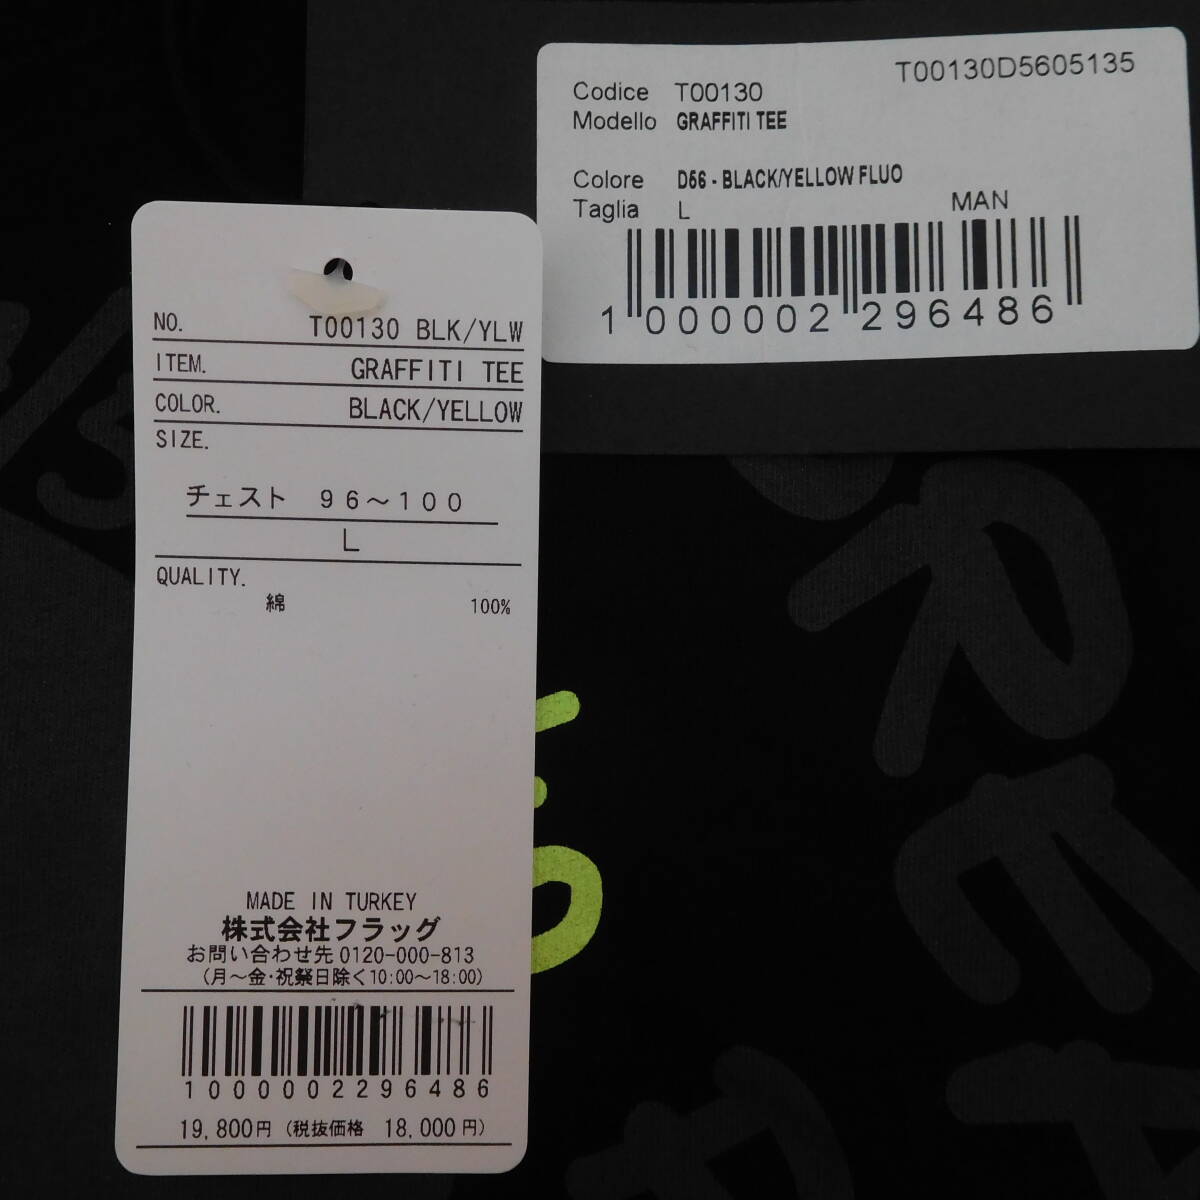 T00130D5605135
Codice T00130
Modello GRAFFITI TEE
Colore D56 - BLACK/YELLOW FLUO
Taglia L MAN
1 000002 296486
NO. T00130 BLK/YLW
ITEM. GRAFFITI TEE
COLOR. BLACK/YELLOW
SIZE.
チェスト 96～100
L
QUALITY.
綿 100%
MADE IN TURKEY
株式会社フラッグ
お問い合わせ先 0120-000-813
(月～金・祝祭日除く10:00～18:00)
1000002296486
19,800円 (税抜価格 18,000円)